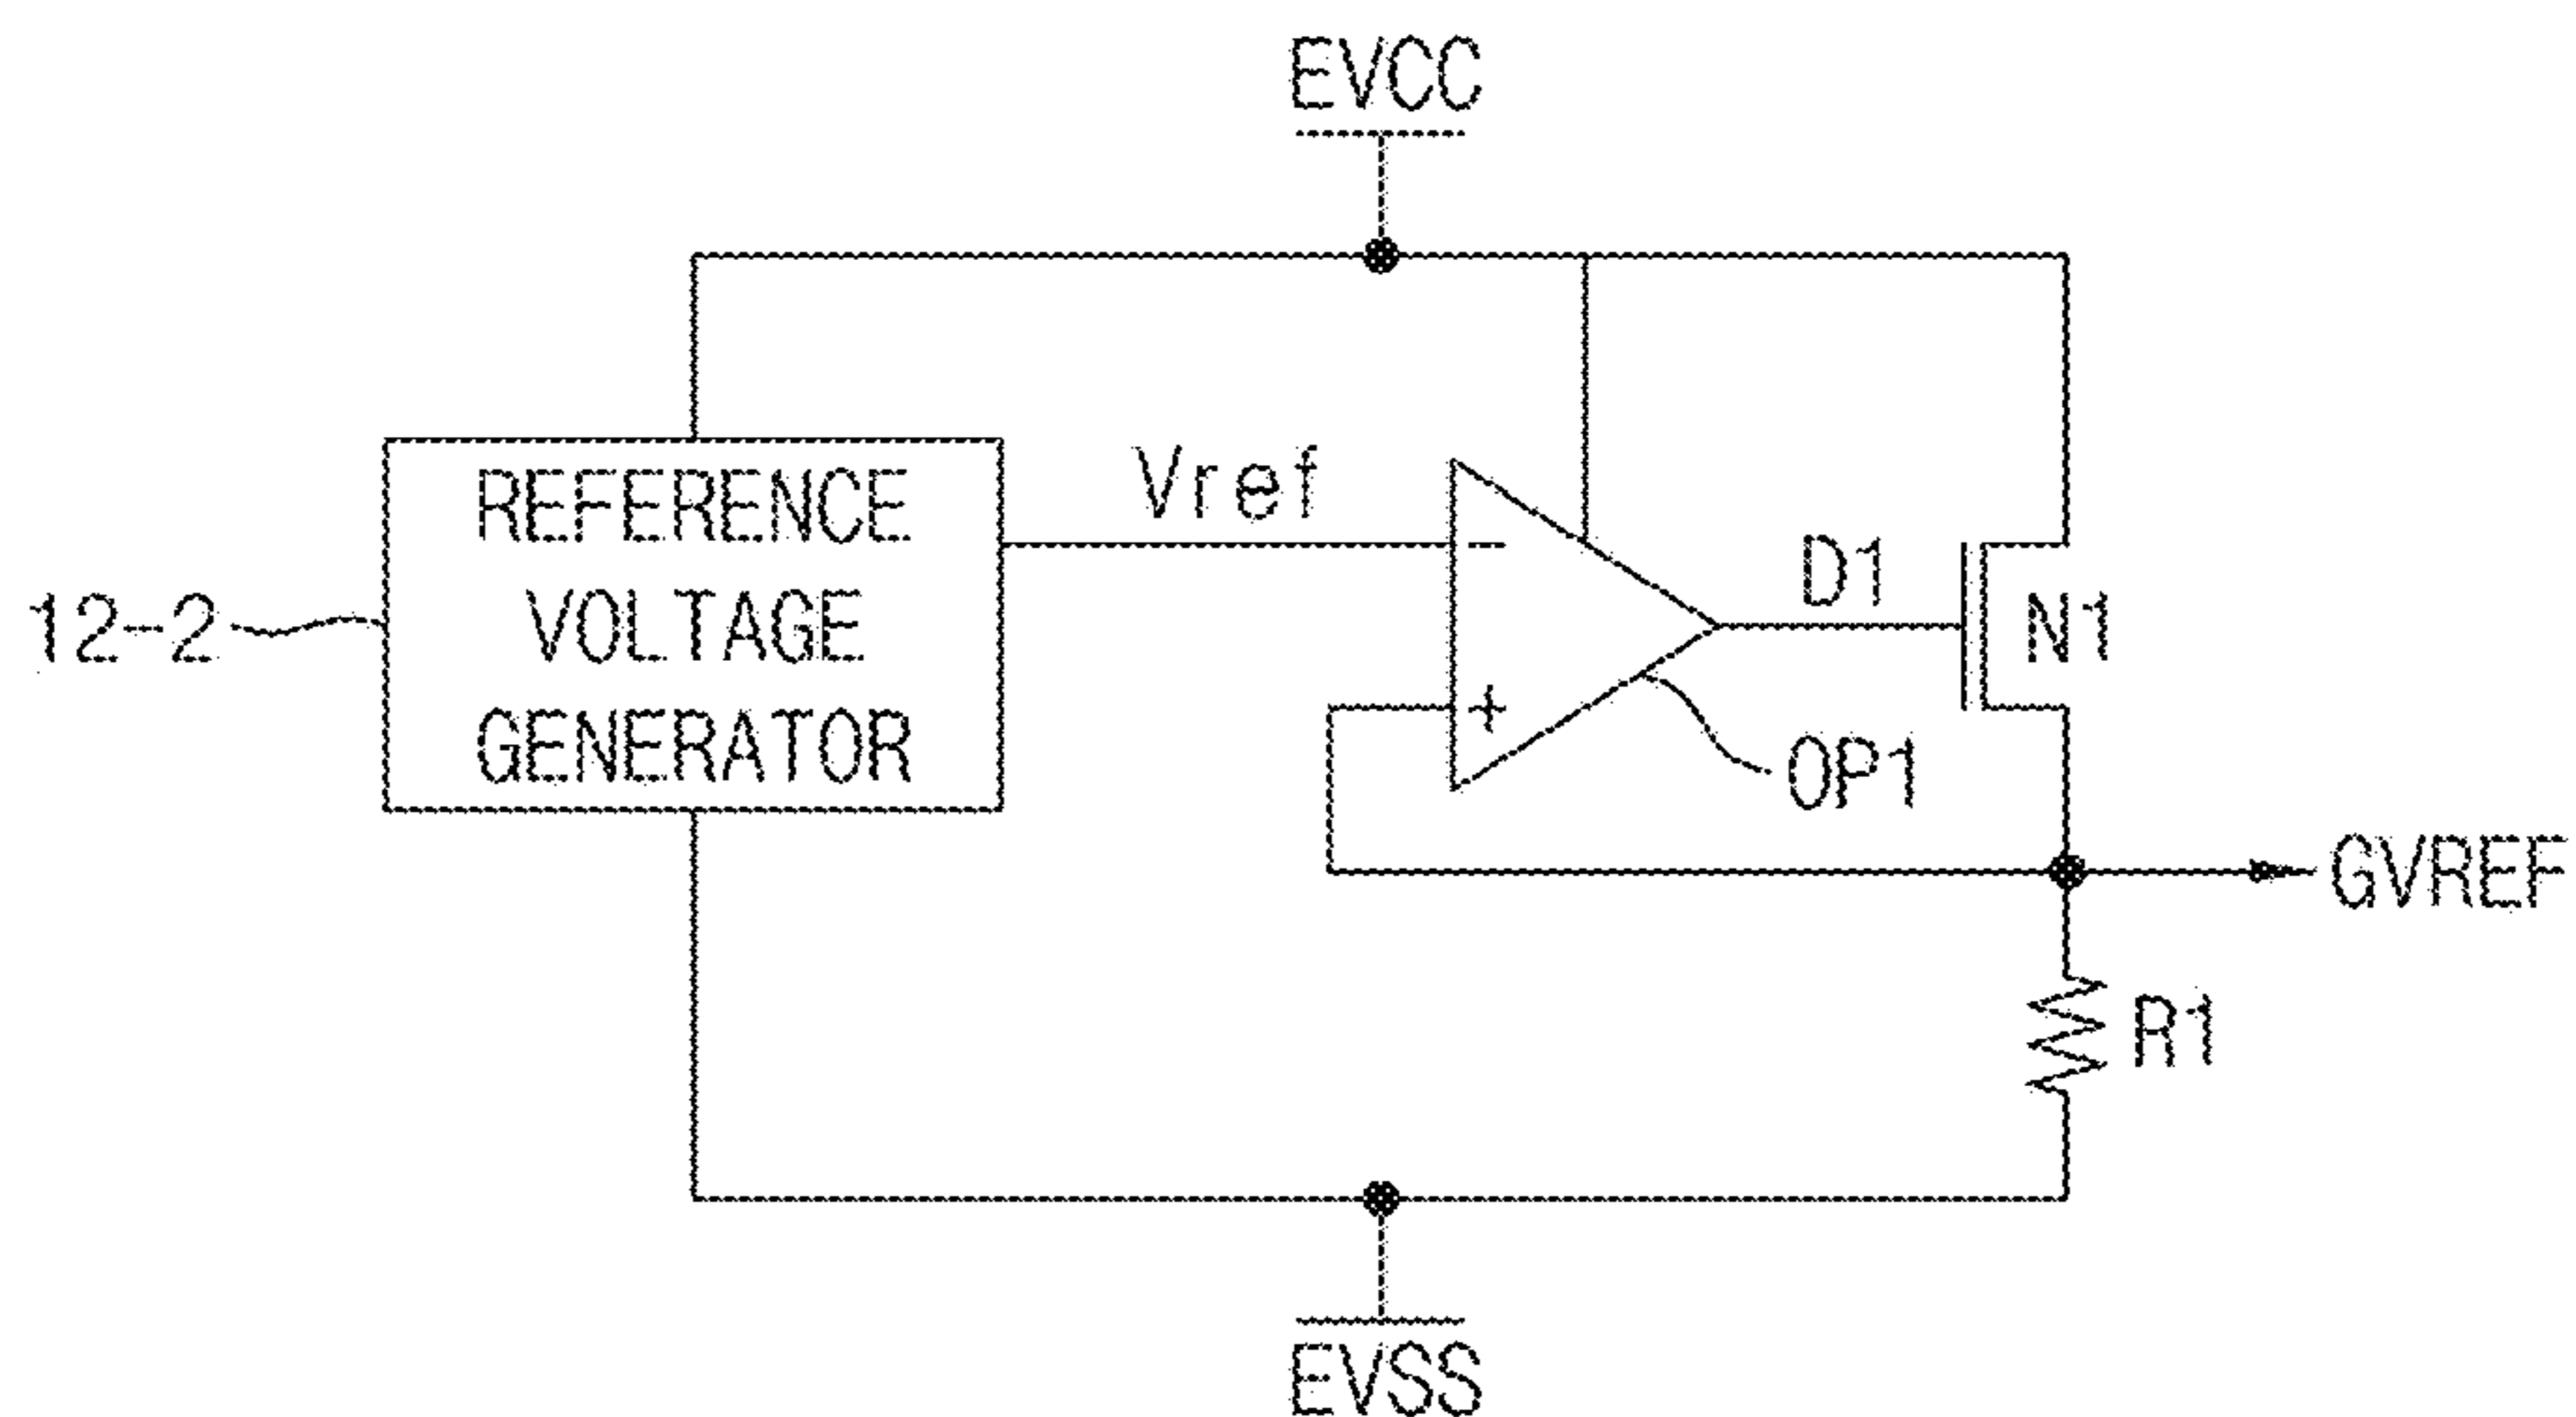 EVCC
REFERENCE
VOLTAGE
GENERATOR
12-2
Vref
-
+
D1
N1
OP1
GVREF
R1
EVSS